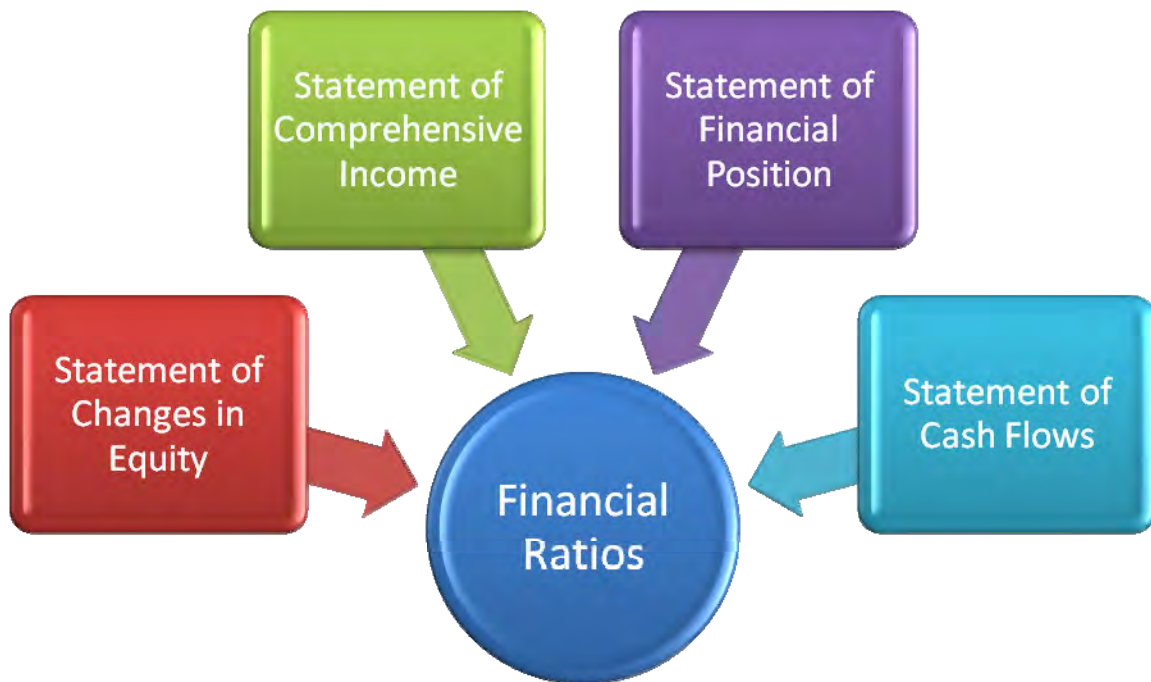 Statement of
Comprehensive
Income
Statement of
Financial
Position
Statement of
Changes in
Equity
Statement of
Cash Flows
Financial
Ratios